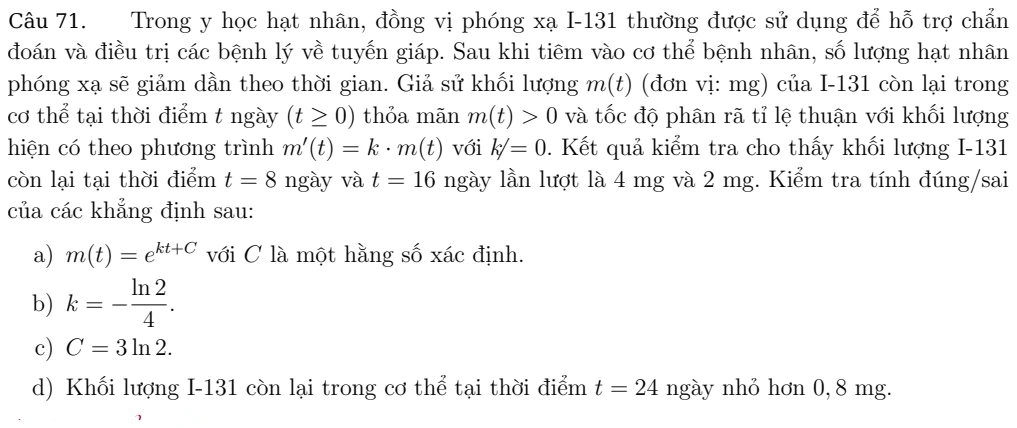 Câu 71. Trong y học hạt nhân, đồng vị phóng xạ I-131 thường được sử dụng để hỗ trợ chẩn
đoán và điều trị các bệnh lý về tuyến giáp. Sau khi tiêm vào cơ thể bệnh nhân, số lượng hạt nhân
phóng xạ sẽ giảm dần theo thời gian. Giả sử khối lượng m(t) (đơn vị: mg) của I-131 còn lại trong
cơ thể tại thời điểm t ngày (t ≥ 0) thỏa mãn m(t) > 0 và tốc độ phân rã tỉ lệ thuận với khối lượng
hiện có theo phương trình m′(t) = k · m(t) với k ≠ 0. Kết quả kiểm tra cho thấy khối lượng I-131
còn lại tại thời điểm t = 8 ngày và t = 16 ngày lần lượt là 4 mg và 2 mg. Kiểm tra tính đúng/sai
của các khẳng định sau:
a) m(t) = e^{kt+C} với C là một hằng số xác định.
b) k = −\frac{ln 2}{4}.
c) C = 3 ln 2.
d) Khối lượng I-131 còn lại trong cơ thể tại thời điểm t = 24 ngày nhỏ hơn 0, 8 mg.